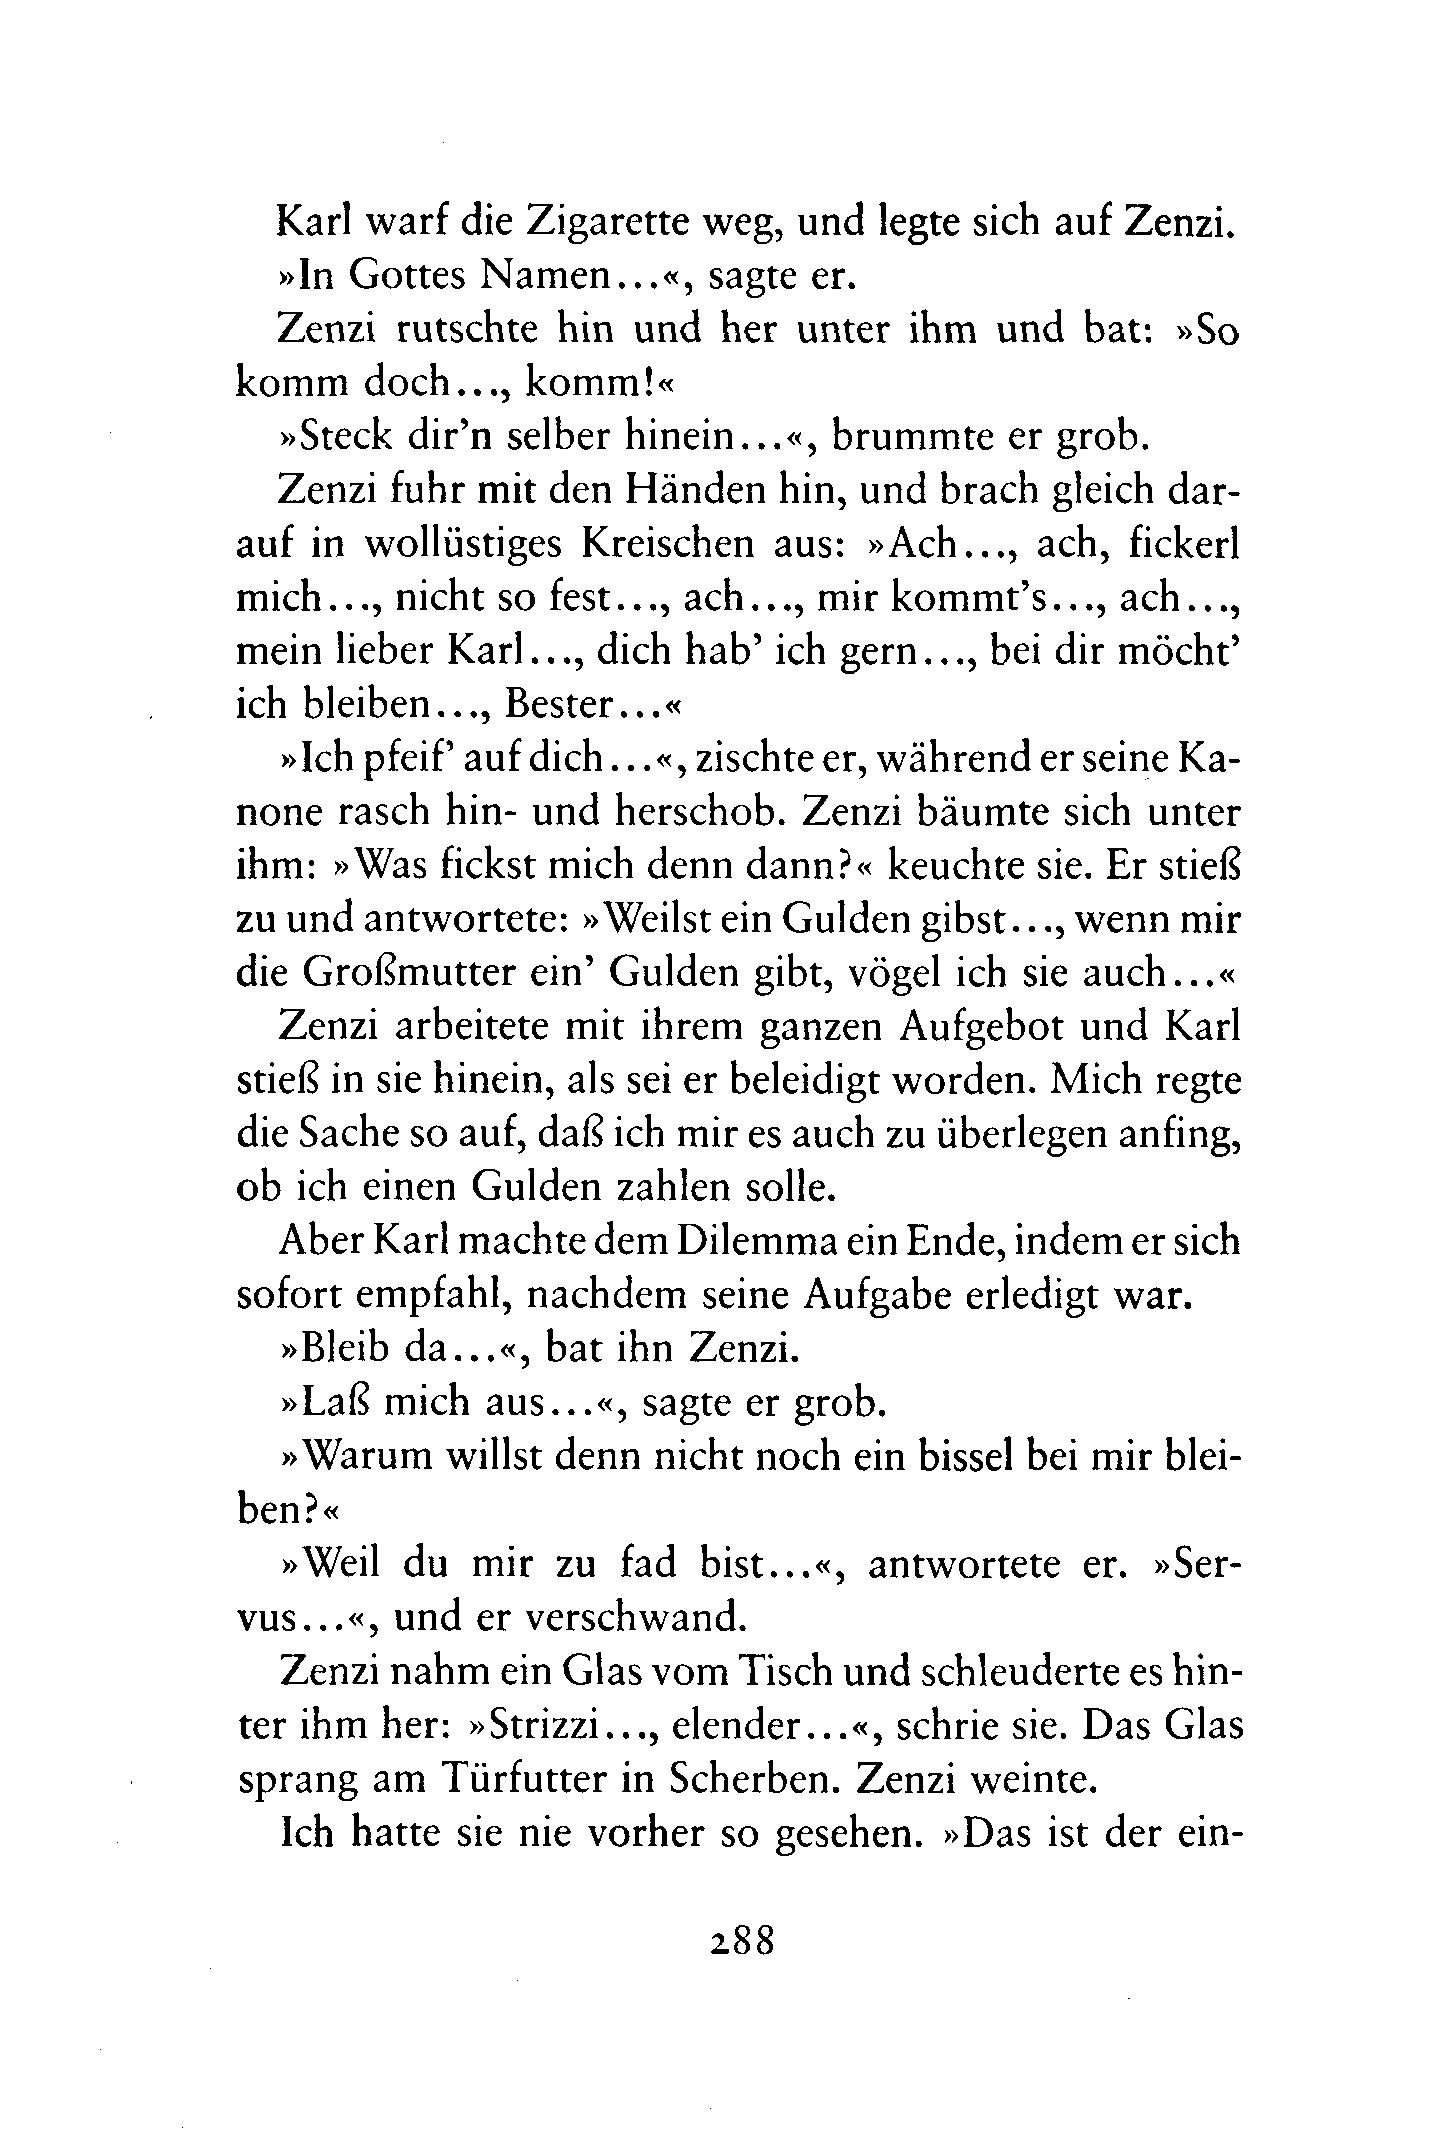 Karl warf die Zigarette weg, und legte sich auf Zenzi.
»In Gottes Namen...«, sagte er.
Zenzi rutschte hin und her unter ihm und bat: »So
komm doch..., komm!«
»Steck dir’n selber hinein...«, brummte er grob.
Zenzi fuhr mit den Händen hin, und brach gleich dar-
auf in wollüstiges Kreischen aus: »Ach..., ach, fickerl
mich..., nicht so fest..., ach..., mir kommt’s..., ach...,
mein lieber Karl..., dich hab’ ich gern..., bei dir möcht’
ich bleiben..., Bester...«
»Ich pfeif’ auf dich...«, zischte er, während er seine Ka-
none rasch hin- und herschob. Zenzi bäumte sich unter
ihm: »Was fickst mich denn dann?« keuchte sie. Er stieß
zu und antwortete: »Weilst ein Gulden gibst..., wenn mir
die Großmutter ein’ Gulden gibt, vögel ich sie auch...«
Zenzi arbeitete mit ihrem ganzen Aufgebot und Karl
stieß in sie hinein, als sei er beleidigt worden. Mich regte
die Sache so auf, daß ich mir es auch zu überlegen anfing,
ob ich einen Gulden zahlen solle.
Aber Karl machte dem Dilemma ein Ende, indem er sich
sofort empfahl, nachdem seine Aufgabe erledigt war.
»Bleib da...«, bat ihn Zenzi.
»Laß mich aus...«, sagte er grob.
»Warum willst denn nicht noch ein bissel bei mir blei-
ben?«
»Weil du mir zu fad bist...«, antwortete er. »Ser-
vus...«, und er verschwand.
Zenzi nahm ein Glas vom Tisch und schleuderte es hin-
ter ihm her: »Strizzi..., elender...«, schrie sie. Das Glas
sprang am Türfutter in Scherben. Zenzi weinte.
Ich hatte sie nie vorher so gesehen. »Das ist der ein-
288